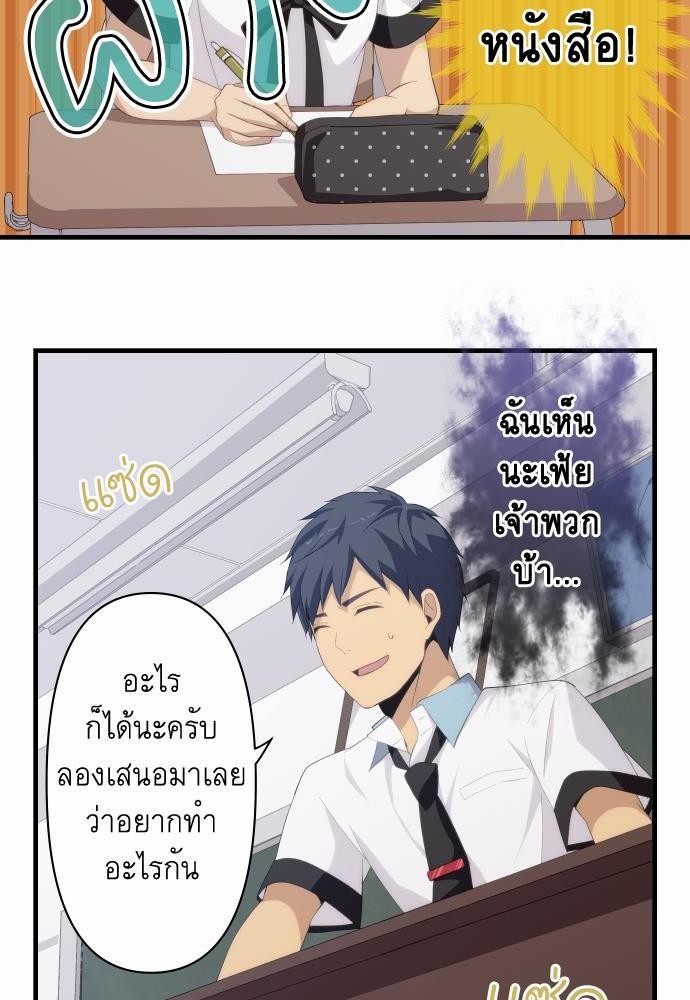 หนังสือ!
ฉันเห็น
นะเฟ้ย
เจ้าพวก
บ้า...
แซ่ด
อะไร
ก็ได้นะครับ
ลองเสนอมาเลย
ว่าอยากทำ
อะไรกัน
แซ่ด